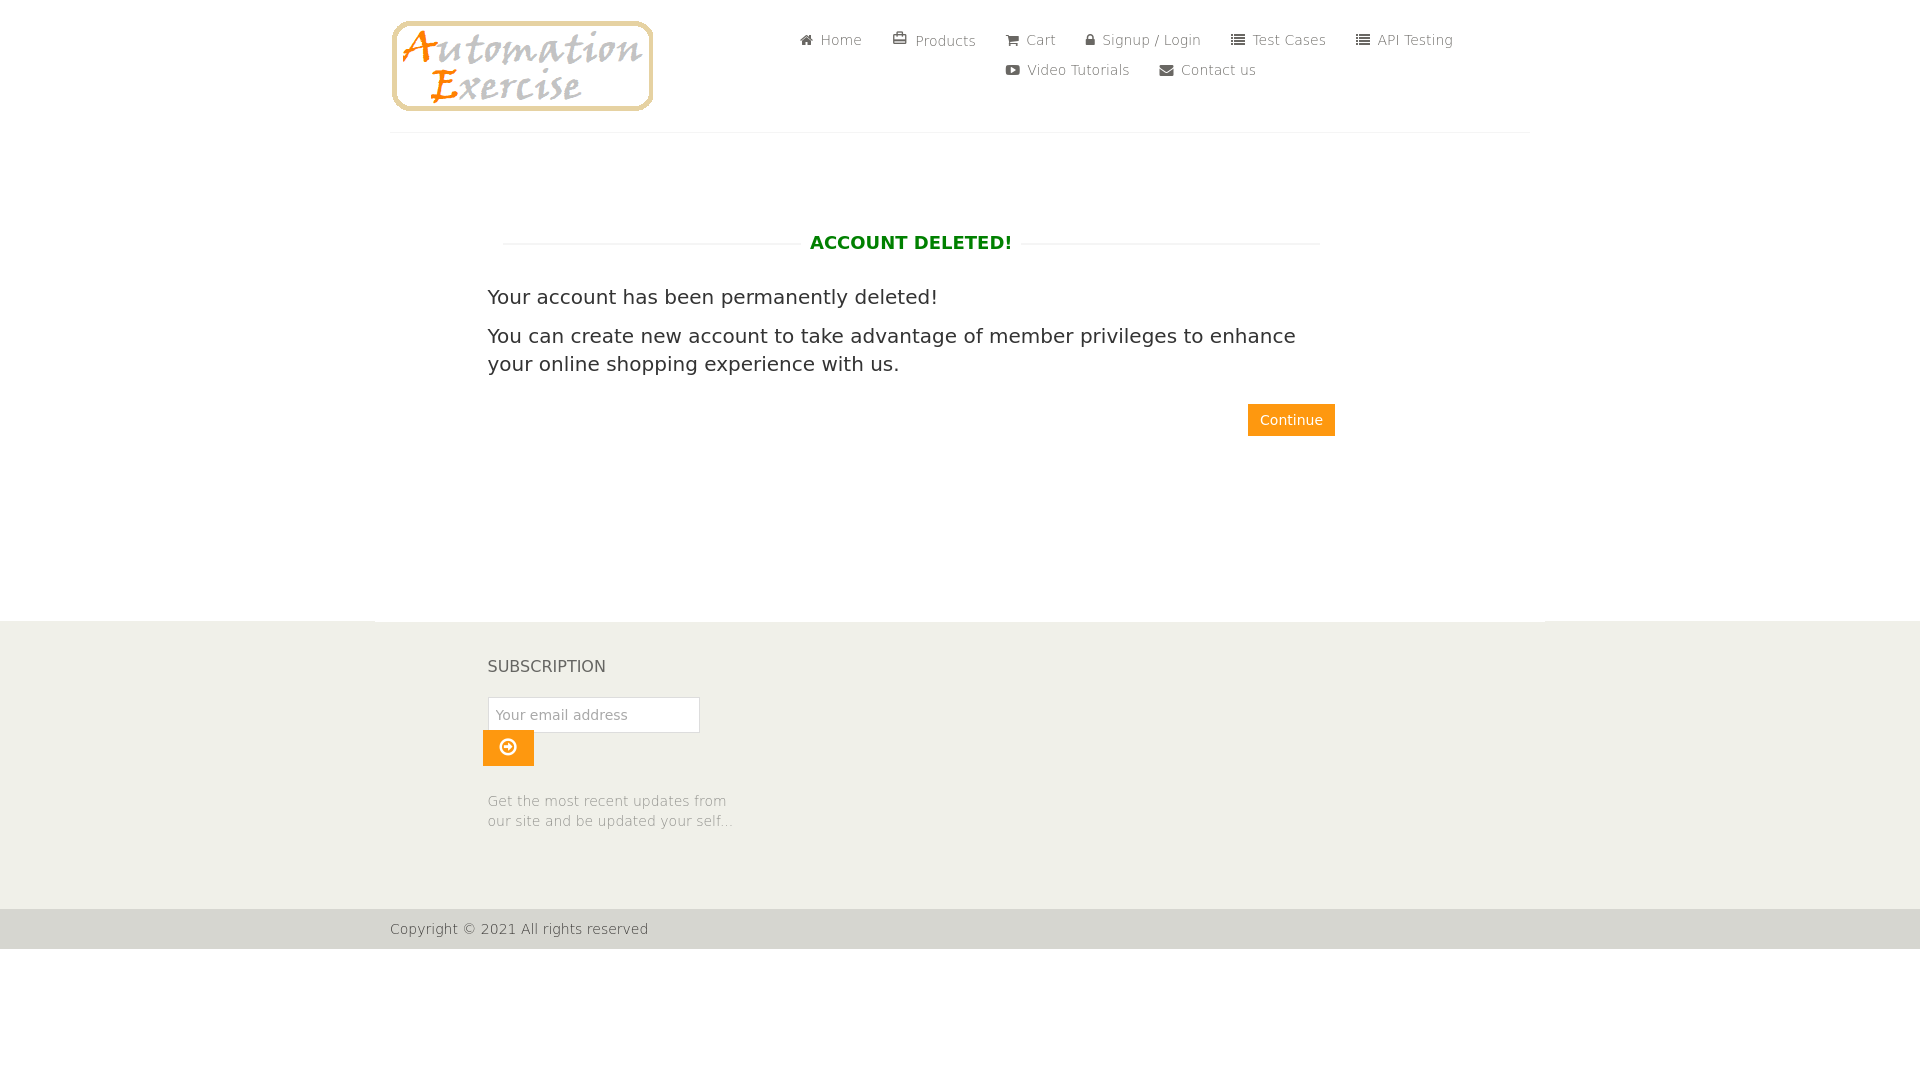 Automation
Exercise
Home
Products
Cart
Signup / Login
Test Cases
API Testing
Video Tutorials
Contact us
ACCOUNT DELETED!
Your account has been permanently deleted!
You can create new account to take advantage of member privileges to enhance
your online shopping experience with us.
Continue
SUBSCRIPTION
Your email address
Get the most recent updates from
our site and be updated your self...
Copyright © 2021 All rights reserved